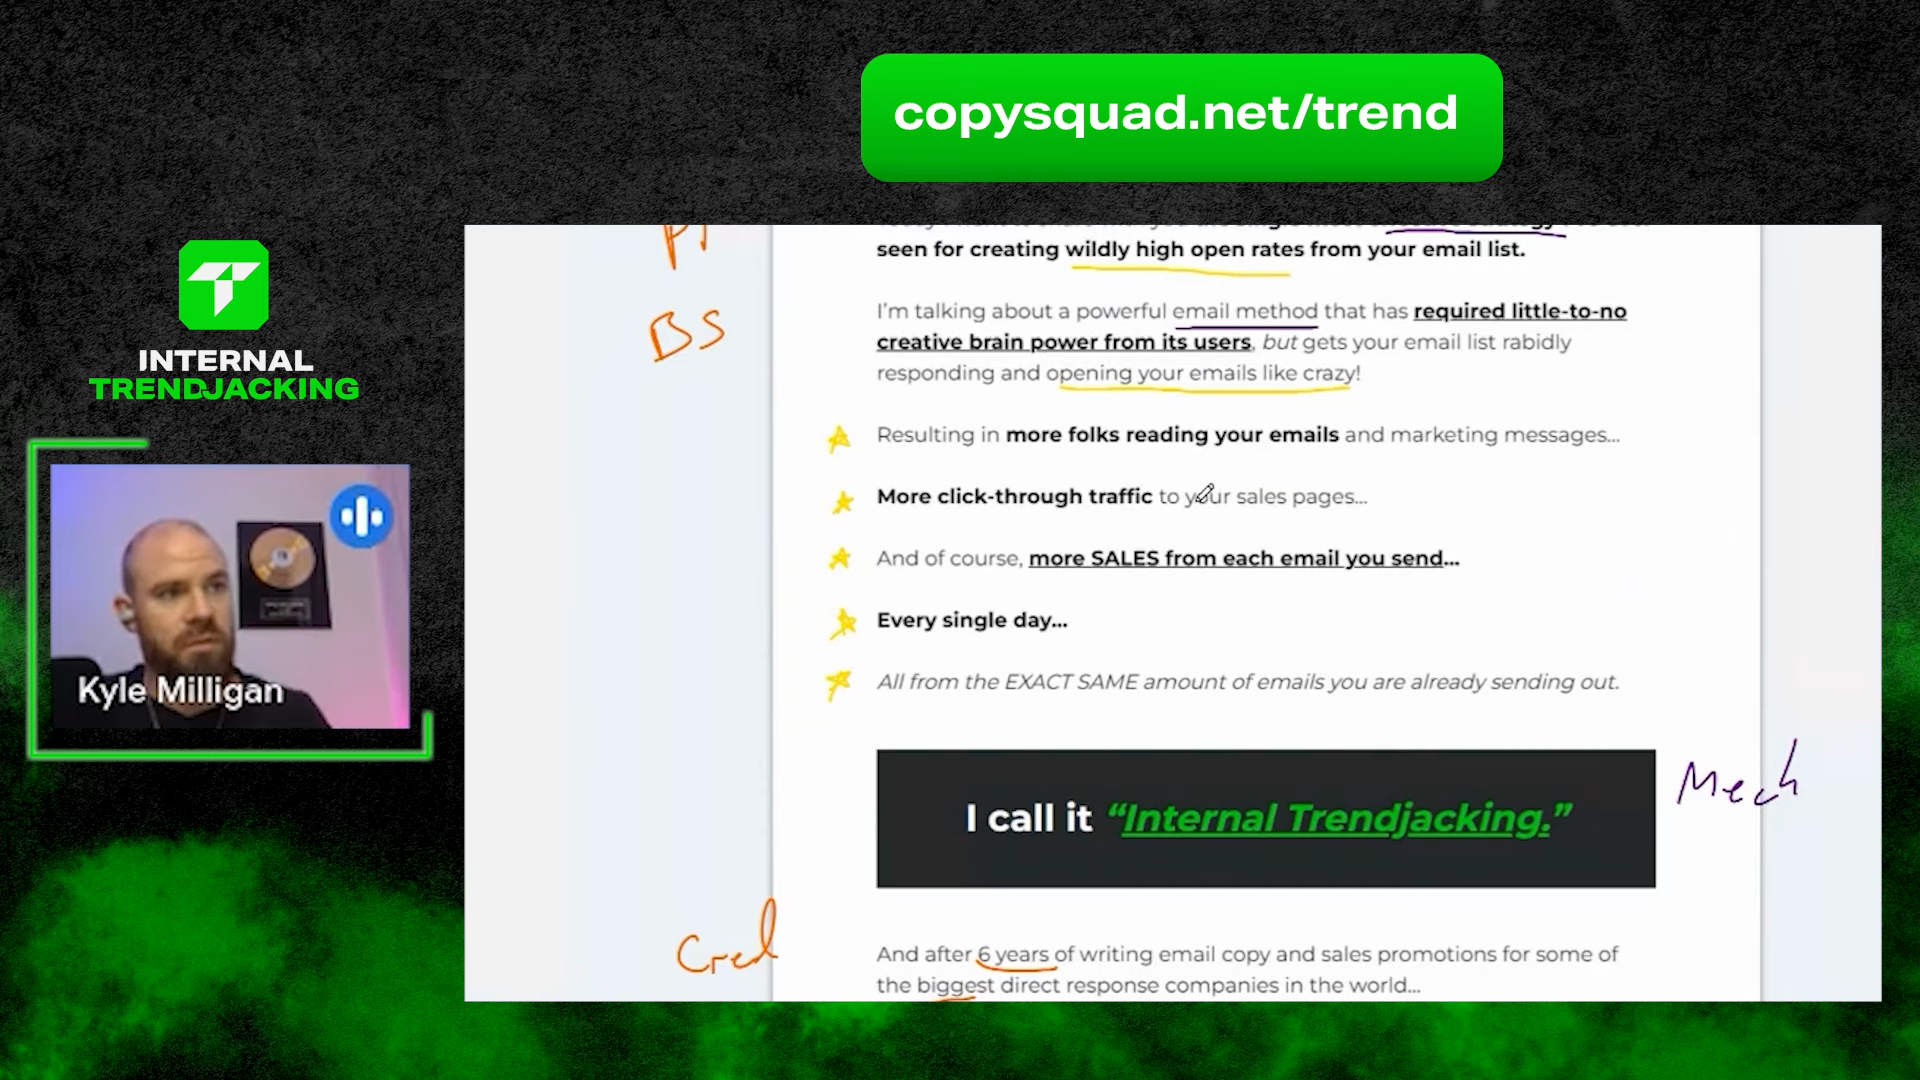 copysquad.net/trend
INTERNAL
TRENDJACKING
Kyle Milligan
seen for creating wildly high open rates from your email list.
BS
I'm talking about a powerful email method that has required little-to-no
creative brain power from its users, but gets your email list rabidly
responding and opening your emails like crazy!
Resulting in more folks reading your emails and marketing messages...
More click-through traffic to your sales pages...
And of course, more SALES from each email you send...
Every single day...
All from the EXACT SAME amount of emails you are already sending out.
I call it “Internal Trendjacking.”
Mech
Cred
And after 6 years of writing email copy and sales promotions for some of
the biggest direct response companies in the world...